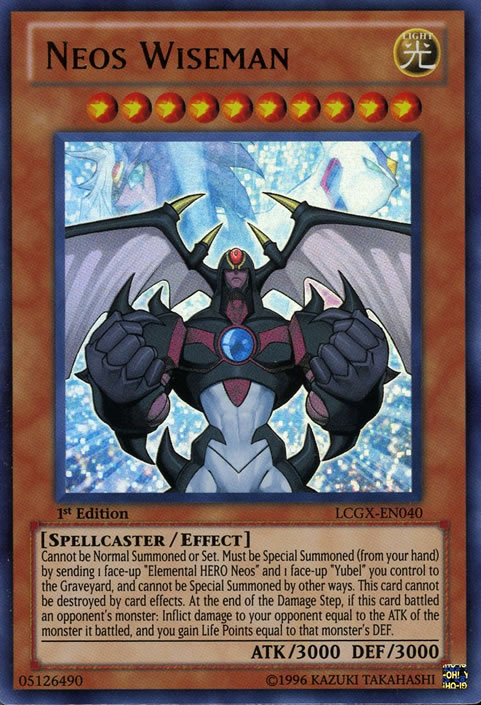 NEOS WISEMAN
LIGHT
光
1st Edition
LCGX-EN040
[SPELLCASTER / EFFECT]
Cannot be Normal Summoned or Set. Must be Special Summoned (from your hand)
by sending 1 face-up "Elemental HERO Neos" and 1 face-up "Yubel" you control to
the Graveyard, and cannot be Special Summoned by other ways. This card cannot
be destroyed by card effects. At the end of the Damage Step, if this card battled
an opponent's monster: Inflict damage to your opponent equal to the ATK of the
monster it battled, and you gain Life Points equal to that monster's DEF.
ATK/3000 DEF/3000
05126490
©1996 KAZUKI TAKAHASHI